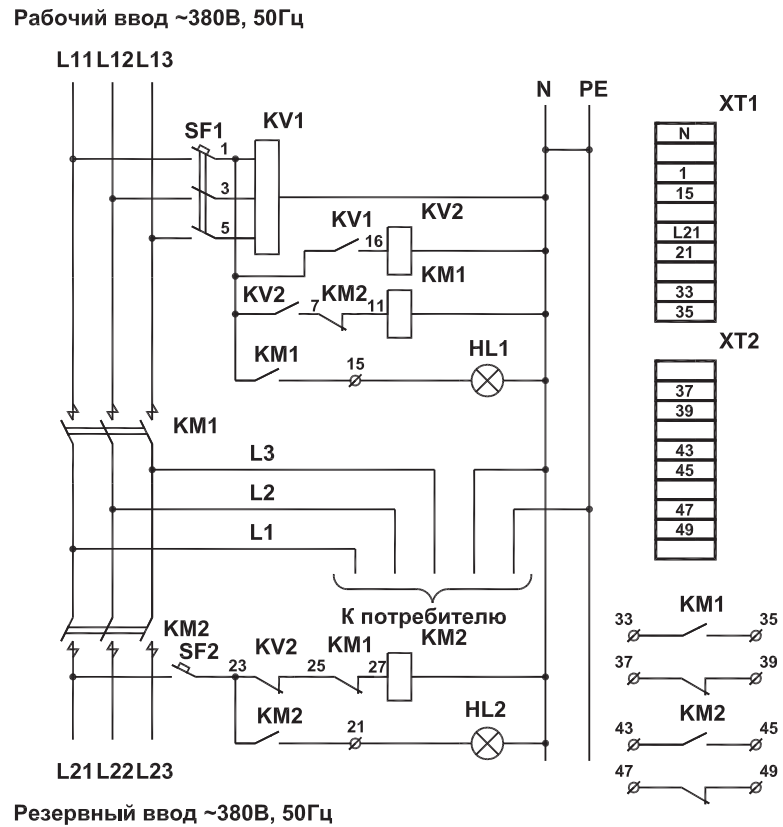 Рабочий ввод ~380В, 50Гц
L11 L12 L13
N PE
XT1
SF1 KV1
1
3
5
N
1
15
L21
21
33
35
KV1 16 KV2
KV2 7 KM2 11 KM1
KM1 15 HL1
XT2
37
39
43
45
47
49
KM1
L3
L2
L1
К потребителю
KM2
SF2 23 KV2 25 KM1 27 KM2
KM2 21 HL2
33 KM1 35
37 39
43 KM2 45
47 49
L21 L22 L23
Резервный ввод ~380В, 50Гц